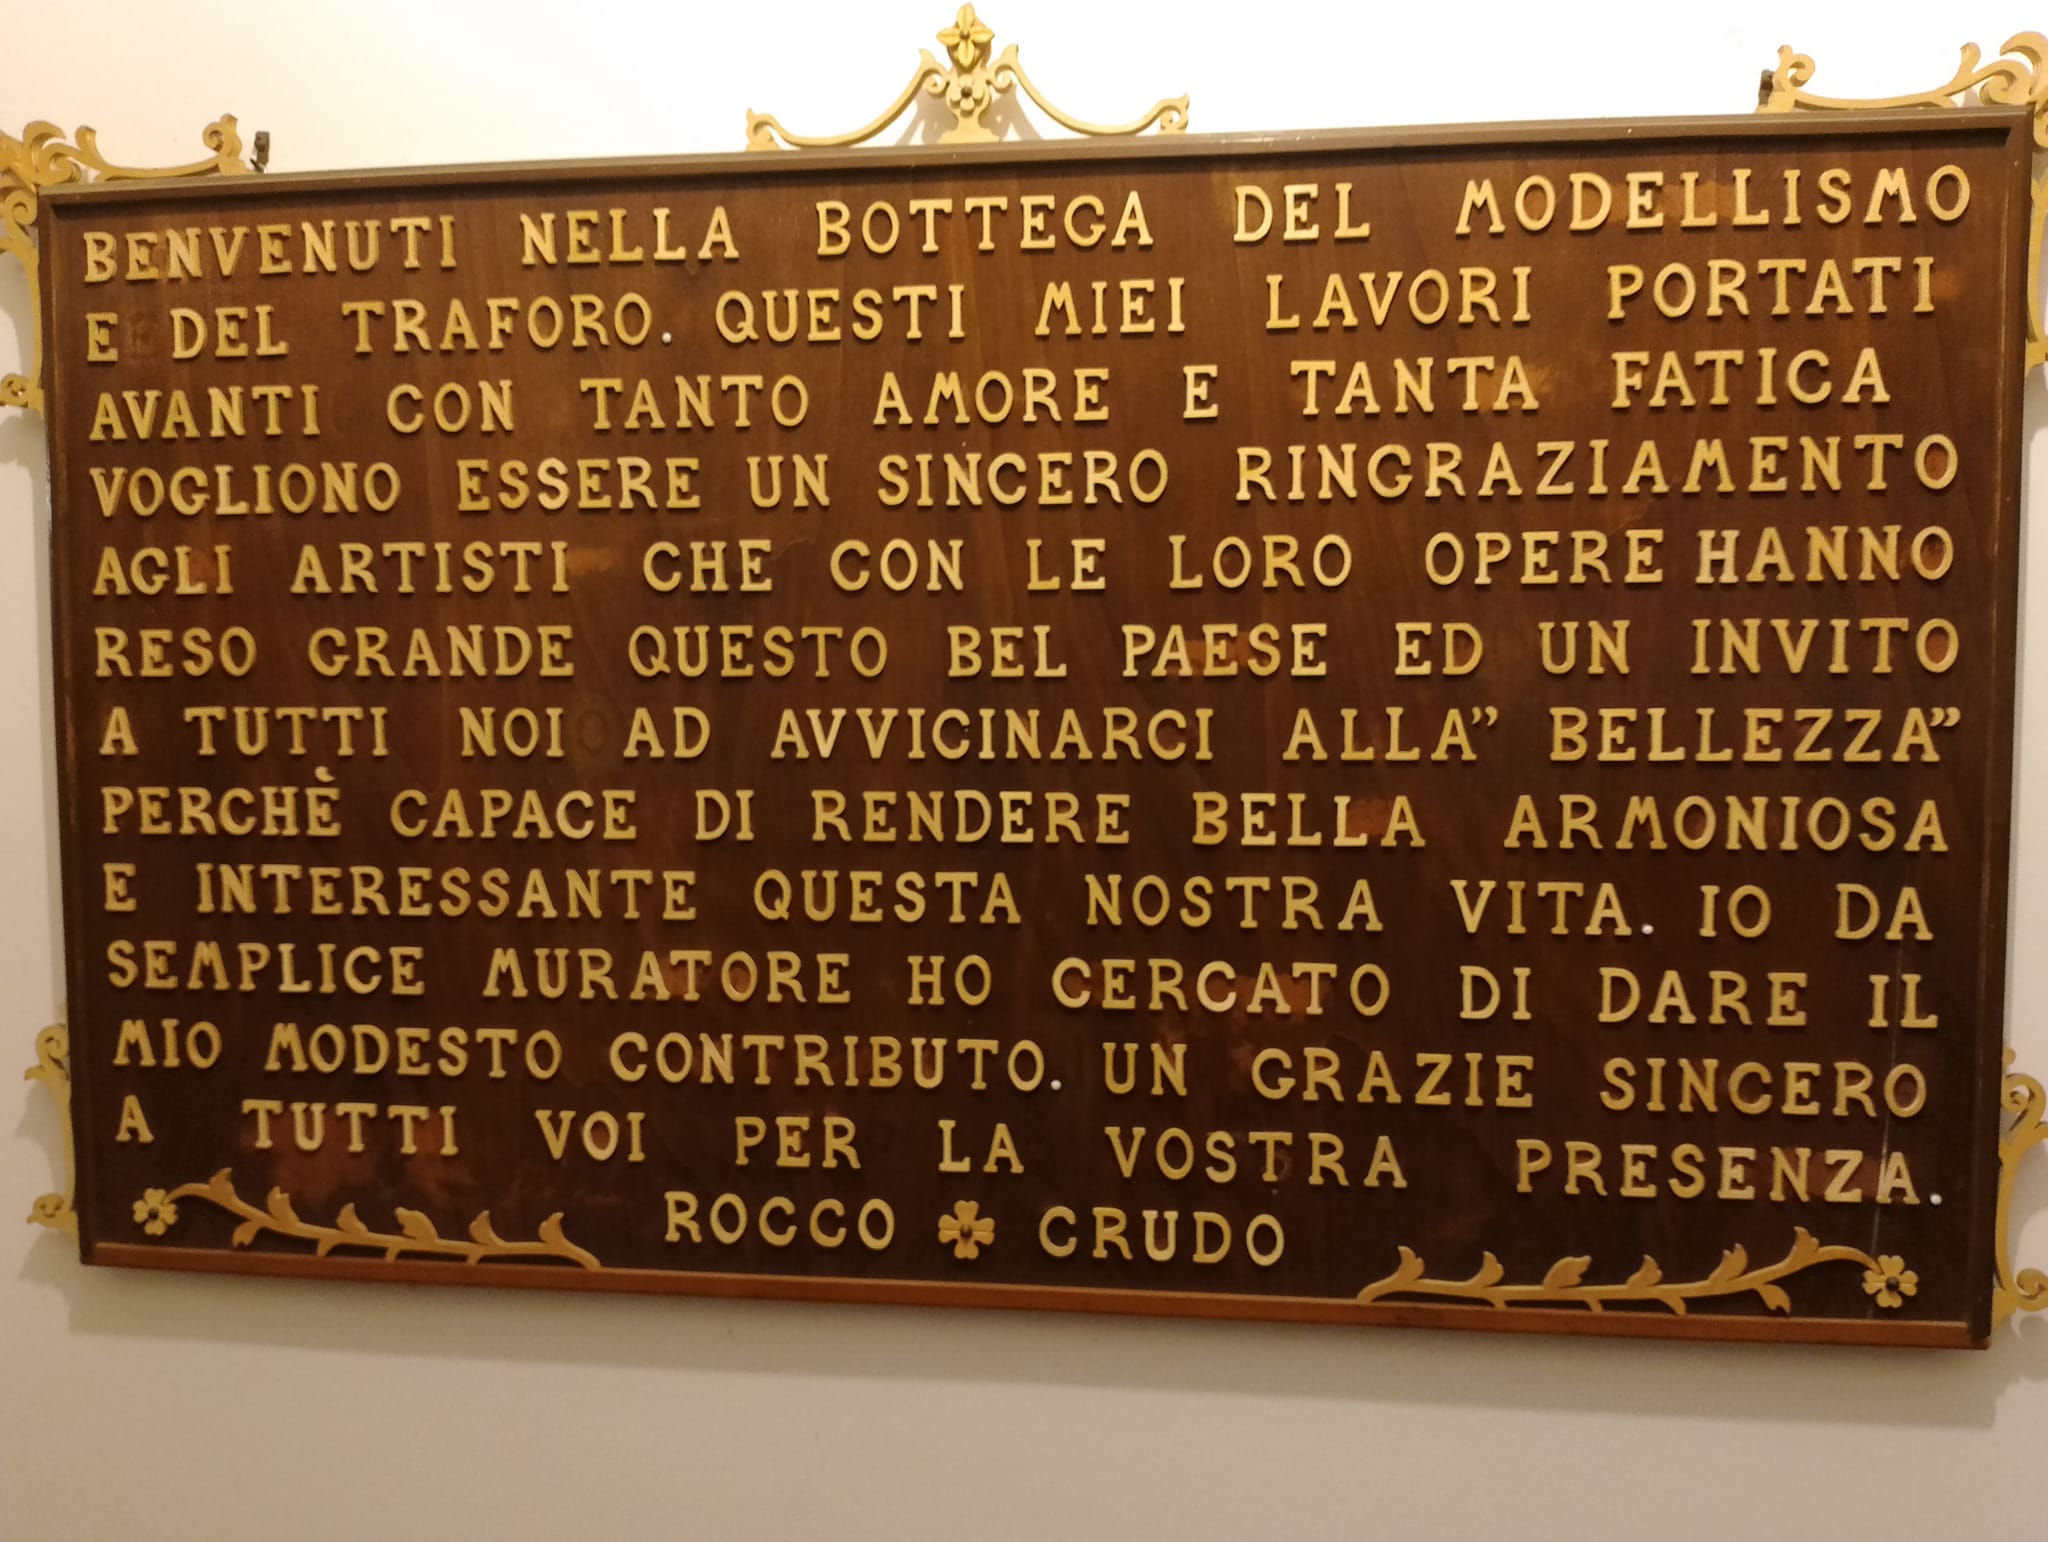 BENVENUTI NELLA BOTTEGA DEL MODELLISMO
E DEL TRAFORO. QUESTI MIEI LAVORI PORTATI
AVANTI CON TANTO AMORE E TANTA FATICA
VOGLIONO ESSERE UN SINCERO RINGRAZIAMENTO
AGLI ARTISTI CHE CON LE LORO OPERE HANNO
RESO GRANDE QUESTO BEL PAESE ED UN INVITO
A TUTTI NOI AD AVVICINARCI ALLA” BELLEZZA”
PERCHÈ CAPACE DI RENDERE BELLA ARMONIOSA
E INTERESSANTE QUESTA NOSTRA VITA. IO DA
SEMPLICE MURATORE HO CERCATO DI DARE IL
MIO MODESTO CONTRIBUTO. UN GRAZIE SINCERO
A TUTTI VOI PER LA VOSTRA PRESENZA.
ROCCO CRUDO